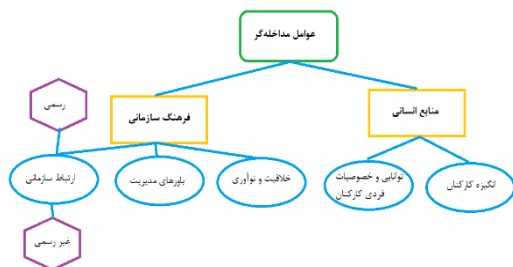 عوامل مداخله‌گر
منابع انسانی
فرهنگ سازمانی
رسمی
انگیزه کارکنان
توانایی و خصوصیات
فردی کارکنان
خلاقیت و نوآوری
باورهای مدیریت
ارتباط سازمانی
غیر رسمی